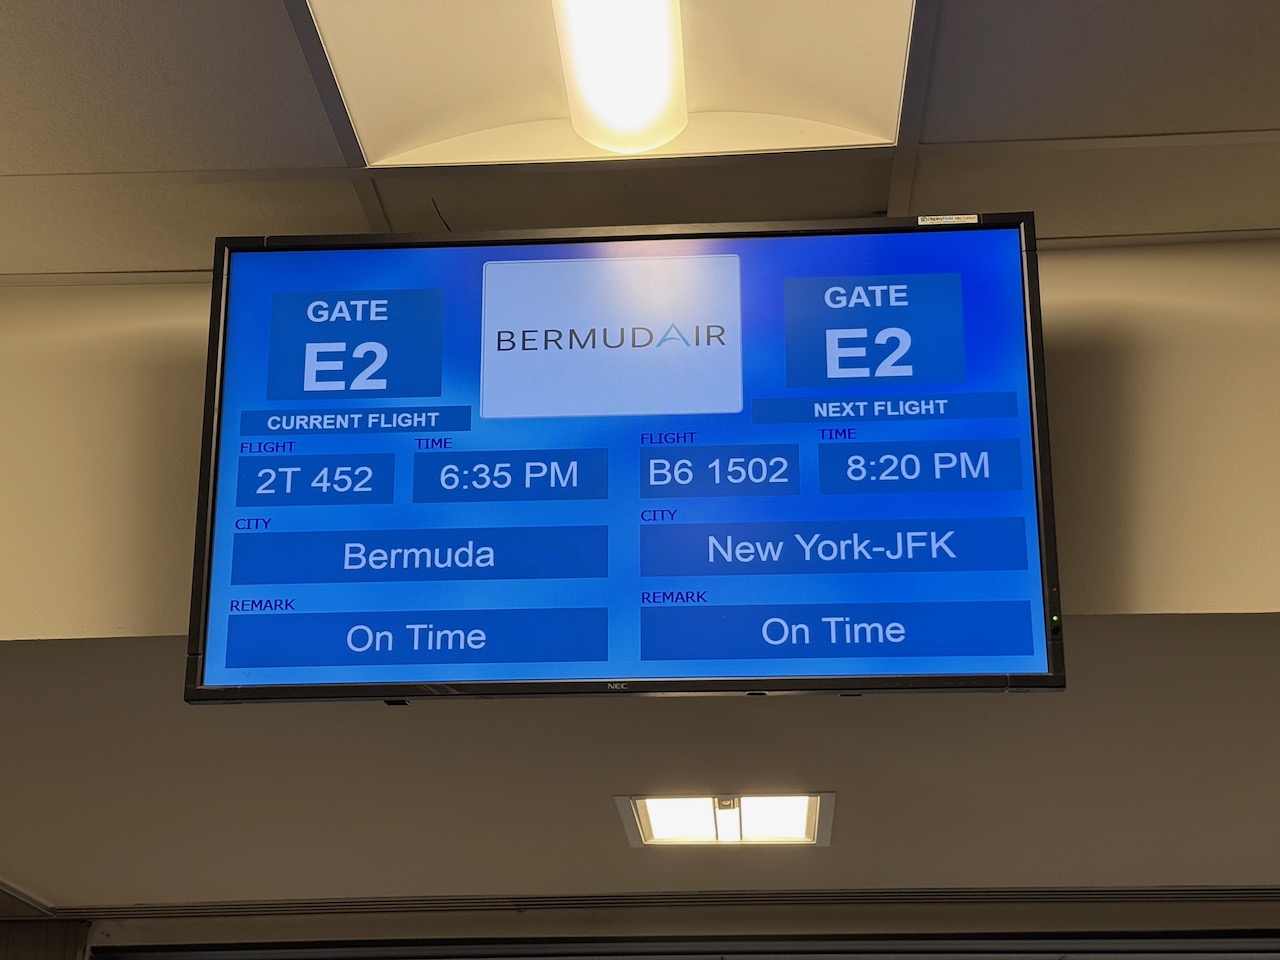 GATE
E2
CURRENT FLIGHT
FLIGHT
TIME
2T 452
6:35 PM
CITY
Bermuda
REMARK
On Time
BERMUDAIR
GATE
E2
NEXT FLIGHT
FLIGHT
TIME
B6 1502
8:20 PM
CITY
New York-JFK
REMARK
On Time
NEC